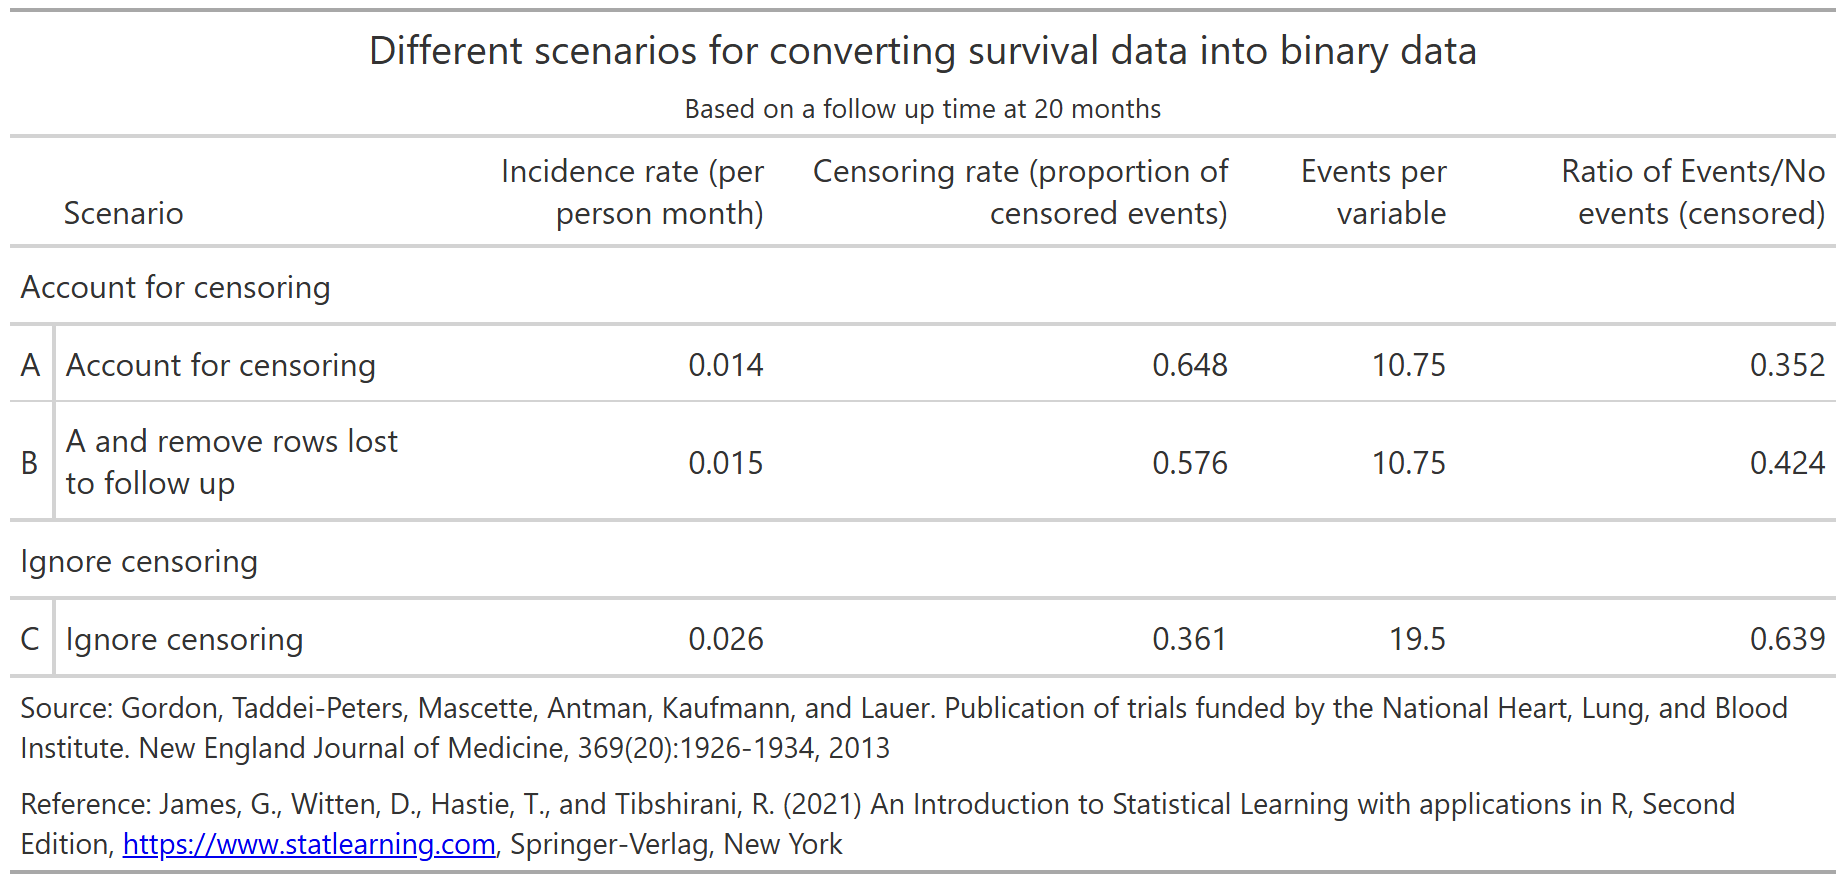 Different scenarios for converting survival data into binary data
Based on a follow up time at 20 months
Scenario
Incidence rate (per
person month)
Censoring rate (proportion of
censored events)
Events per
variable
Ratio of Events/No
events (censored)
Account for censoring
A Account for censoring 0.014 0.648 10.75 0.352
B A and remove rows lost
to follow up 0.015 0.576 10.75 0.424
Ignore censoring
C Ignore censoring 0.026 0.361 19.5 0.639
Source: Gordon, Taddei-Peters, Mascette, Antman, Kaufmann, and Lauer. Publication of trials funded by the National Heart, Lung, and Blood
Institute. New England Journal of Medicine, 369(20):1926-1934, 2013
Reference: James, G., Witten, D., Hastie, T., and Tibshirani, R. (2021) An Introduction to Statistical Learning with applications in R, Second
Edition, https://www.statlearning.com, Springer-Verlag, New York